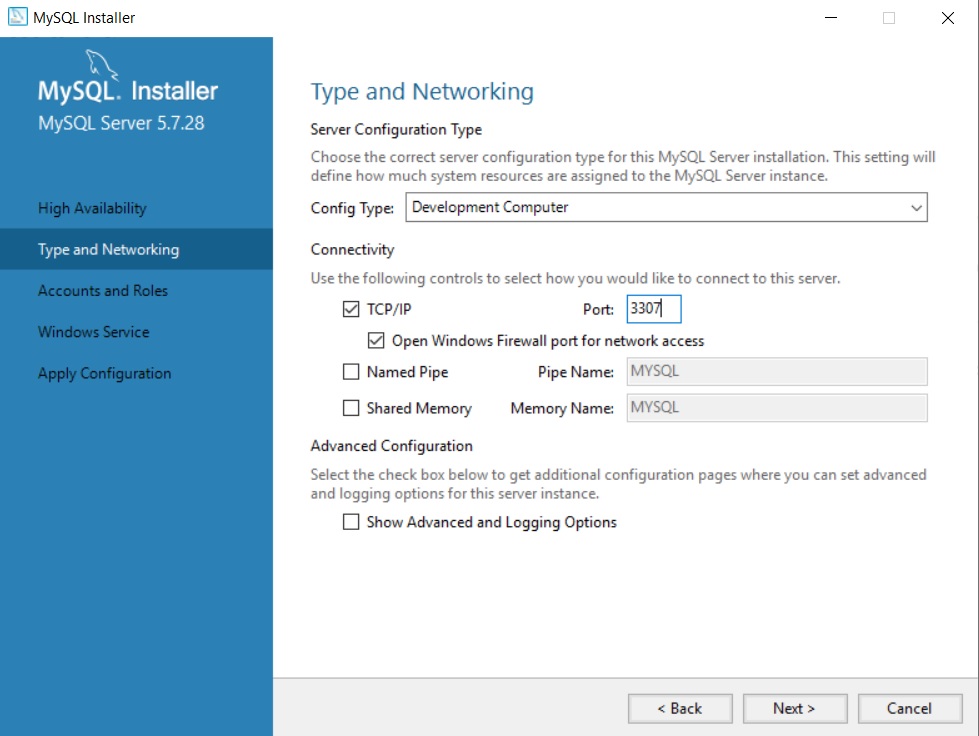 MySQL Installer
MySQL. Installer
MySQL Server 5.7.28
High Availability
Type and Networking
Accounts and Roles
Windows Service
Apply Configuration
Type and Networking
Server Configuration Type
Choose the correct server configuration type for this MySQL Server installation. This setting will
define how much system resources are assigned to the MySQL Server instance.
Config Type: Development Computer
Connectivity
Use the following controls to select how you would like to connect to this server.
TCP/IP Port: 3307
Open Windows Firewall port for network access
Named Pipe Pipe Name: MYSQL
Shared Memory Memory Name: MYSQL
Advanced Configuration
Select the check box below to get additional configuration pages where you can set advanced
and logging options for this server instance.
Show Advanced and Logging Options
< Back Next > Cancel